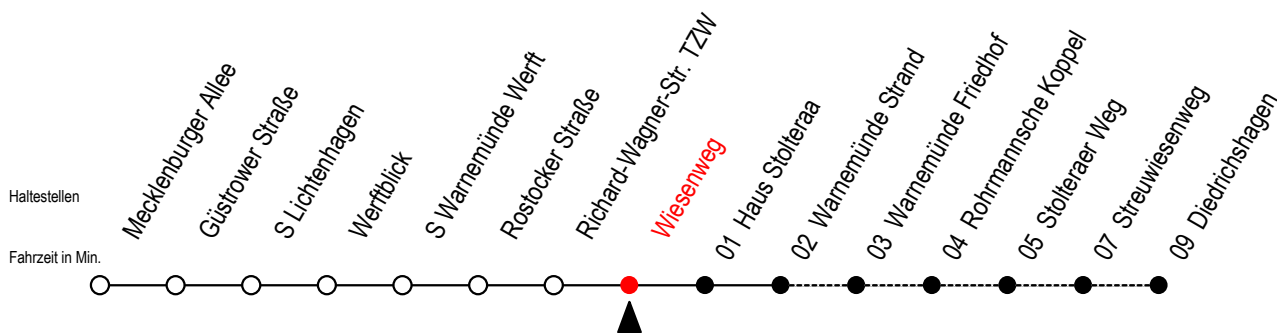 Haltestellen
Fahrzeit in Min.
Mecklenburger Allee
Güstrower Straße
S Lichtenhagen
Werftblick
S Warnemünde Werft
Rostocker Straße
Richard-Wagner-Str. TZW
Wiesenweg
01 Haus Stolteraa
02 Warnemünde Strand
03 Warnemünde Friedhof
04 Rohrmannsche Koppel
05 Stolteraer Weg
07 Streuwiesenweg
09 Diedrichshagen